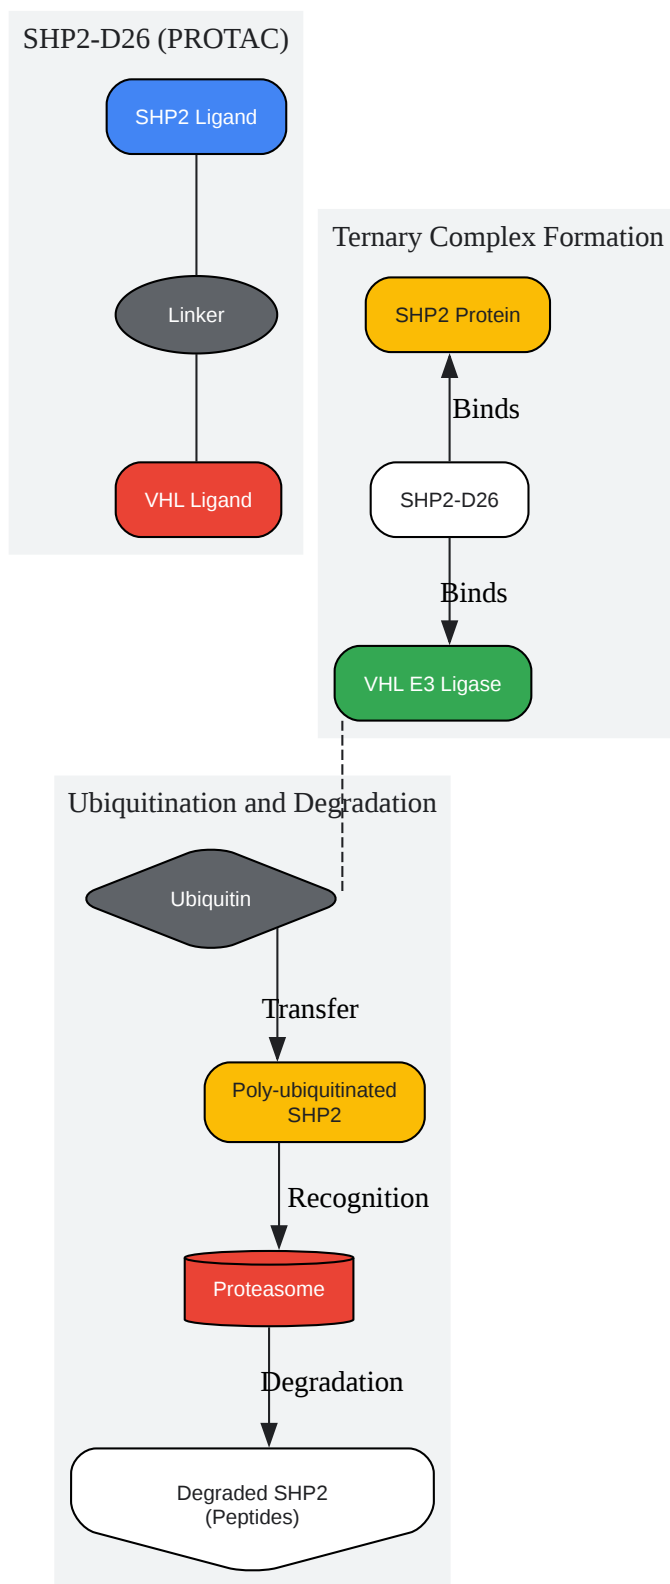 SHP2-D26 (PROTAC)
SHP2 Ligand
Linker
VHL Ligand
Ternary Complex Formation
SHP2 Protein
Binds
SHP2-D26
Binds
VHL E3 Ligase
Ubiquitination and Degradation
Ubiquitin
Transfer
Poly-ubiquitinated
SHP2
Recognition
Proteasome
Degradation
Degraded SHP2
(Peptides)